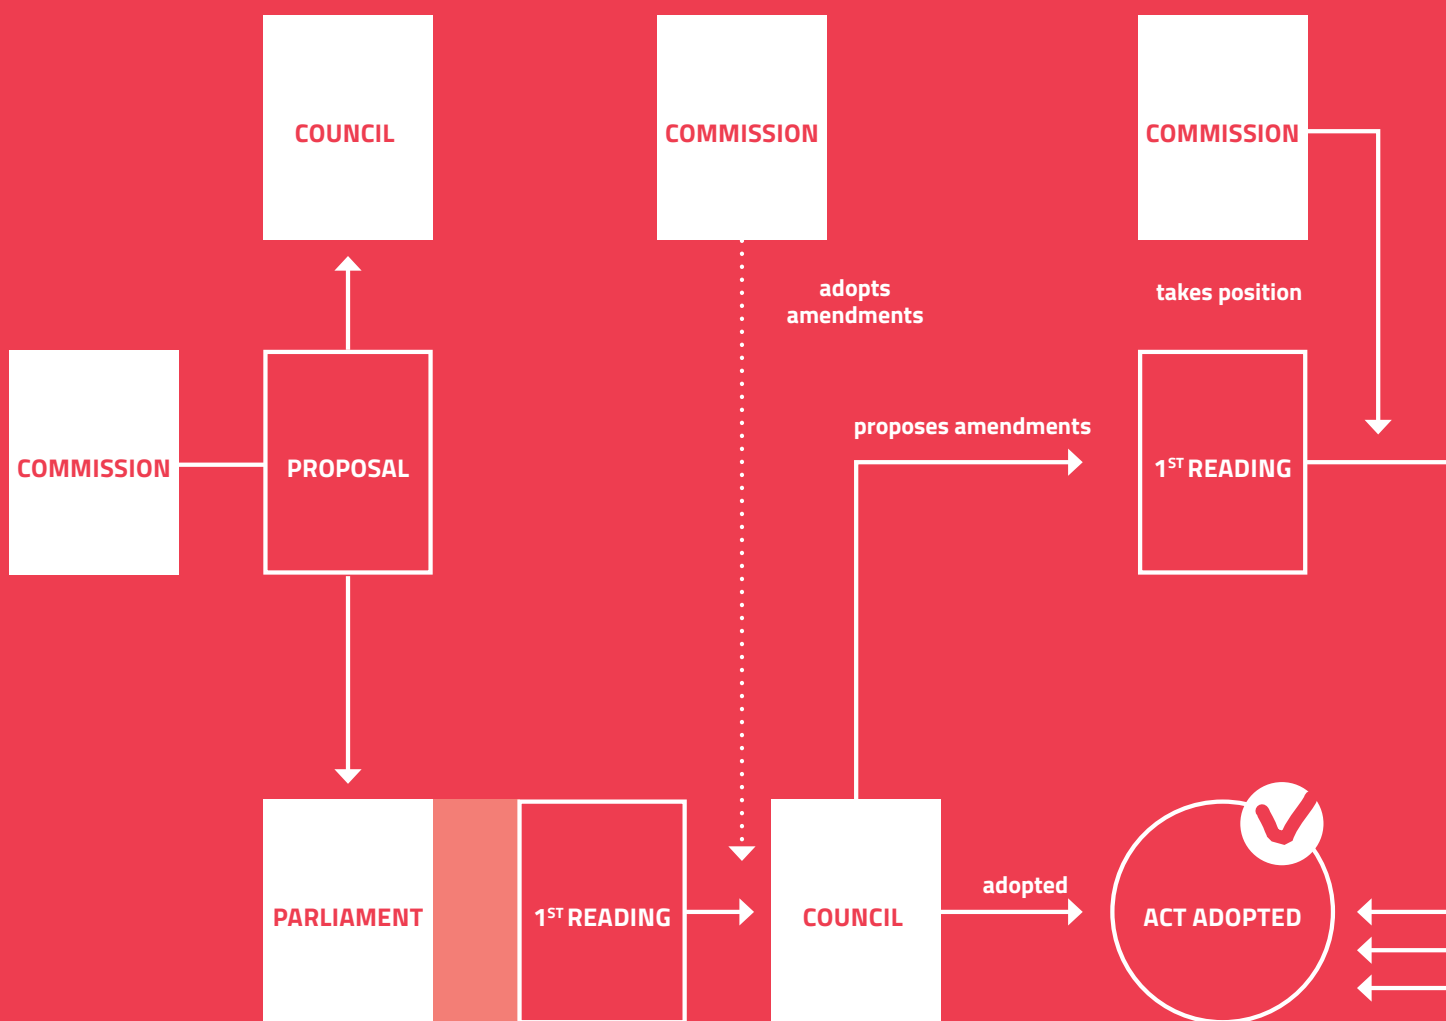 COUNCIL
COMMISSION
COMMISSION
adopts
amendments
takes position
COMMISSION
PROPOSAL
proposes amendments
1ST READING
PARLIAMENT
1ST READING
COUNCIL
adopted
ACT ADOPTED